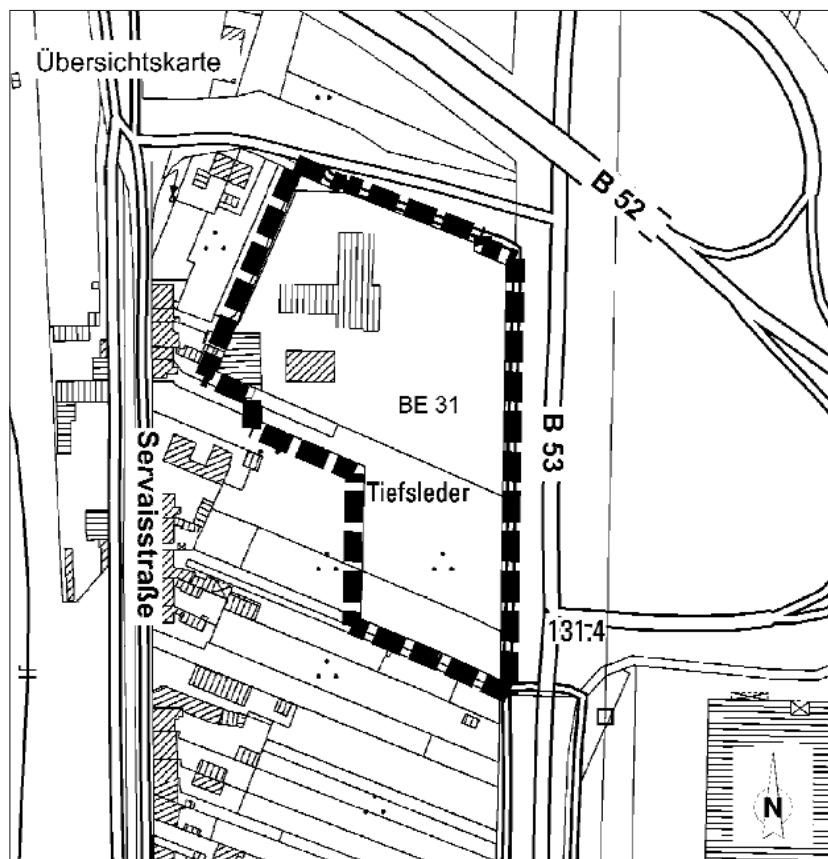 Übersichtskarte
B 52
BE 31
B 53
Tiefsleder
Servaisstraße
131.4
N